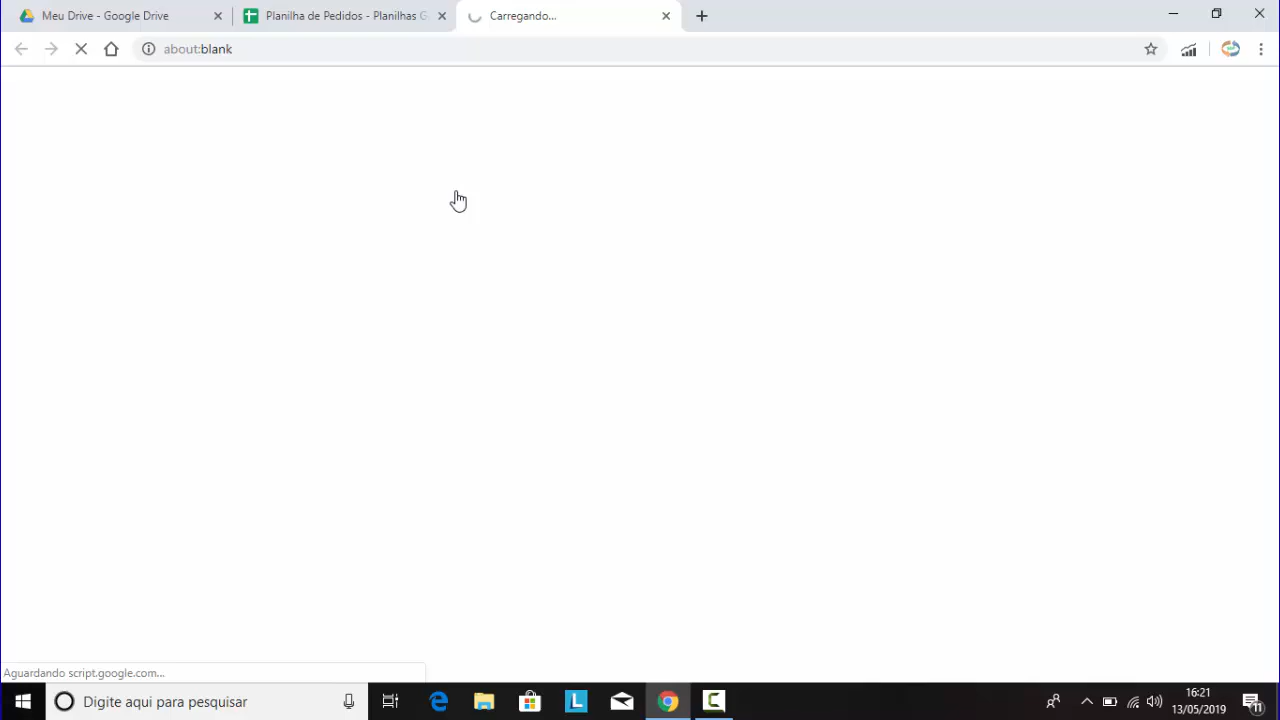 Meu Drive - Google Drive
Planilha de Pedidos - Planilhas G
Carregando...
about:blank
Aguardando script.google.com...
Digite aqui para pesquisar
16:21
13/05/2019
11